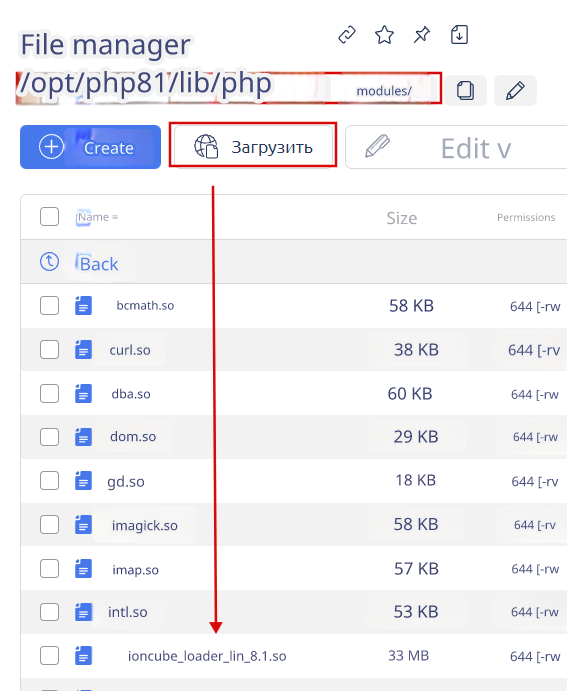 File manager
/opt/php81/lib/php modules/
Create Загрузить Edit v
Name = Size Permissions
Back
bcmath.so 58 KB 644 [-rw
curl.so 38 KB 644 [-rv
dba.so 60 KB 644 [-rw
dom.so 29 KB 644 [-rw
gd.so 18 KB 644 [-rv
imagick.so 58 KB 644 [-rv
imap.so 57 KB 644 [-rw
intl.so 53 KB 644 [-rw
ioncube_loader_lin_8.1.so 33 MB 644 [-rw